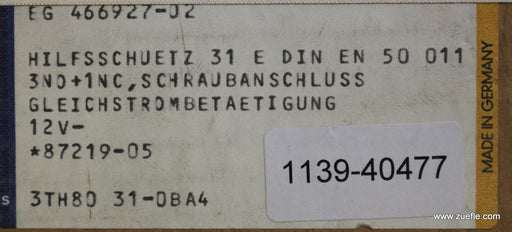 EG 466927-02
HILFSSCHUETZ 31 E DIN EN 50 011
3NO+1NC,SCHRAUBANSCHLUSS
GLEICHSTROMBETAETIGUNG
12V-
*87219-05
3TH80 31-0BA4
S
1139-40477
MADE IN GERMANY
www.zuefle.com